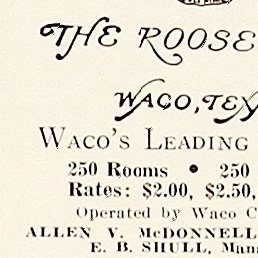 THE ROOSE
WACO, TEX
WACO'S LEADING
250 Rooms • 250
Rates: $2.00, $2.50,
Operated by Waco C
ALLEN V. McDONNELL
E. B. SHULL, Man